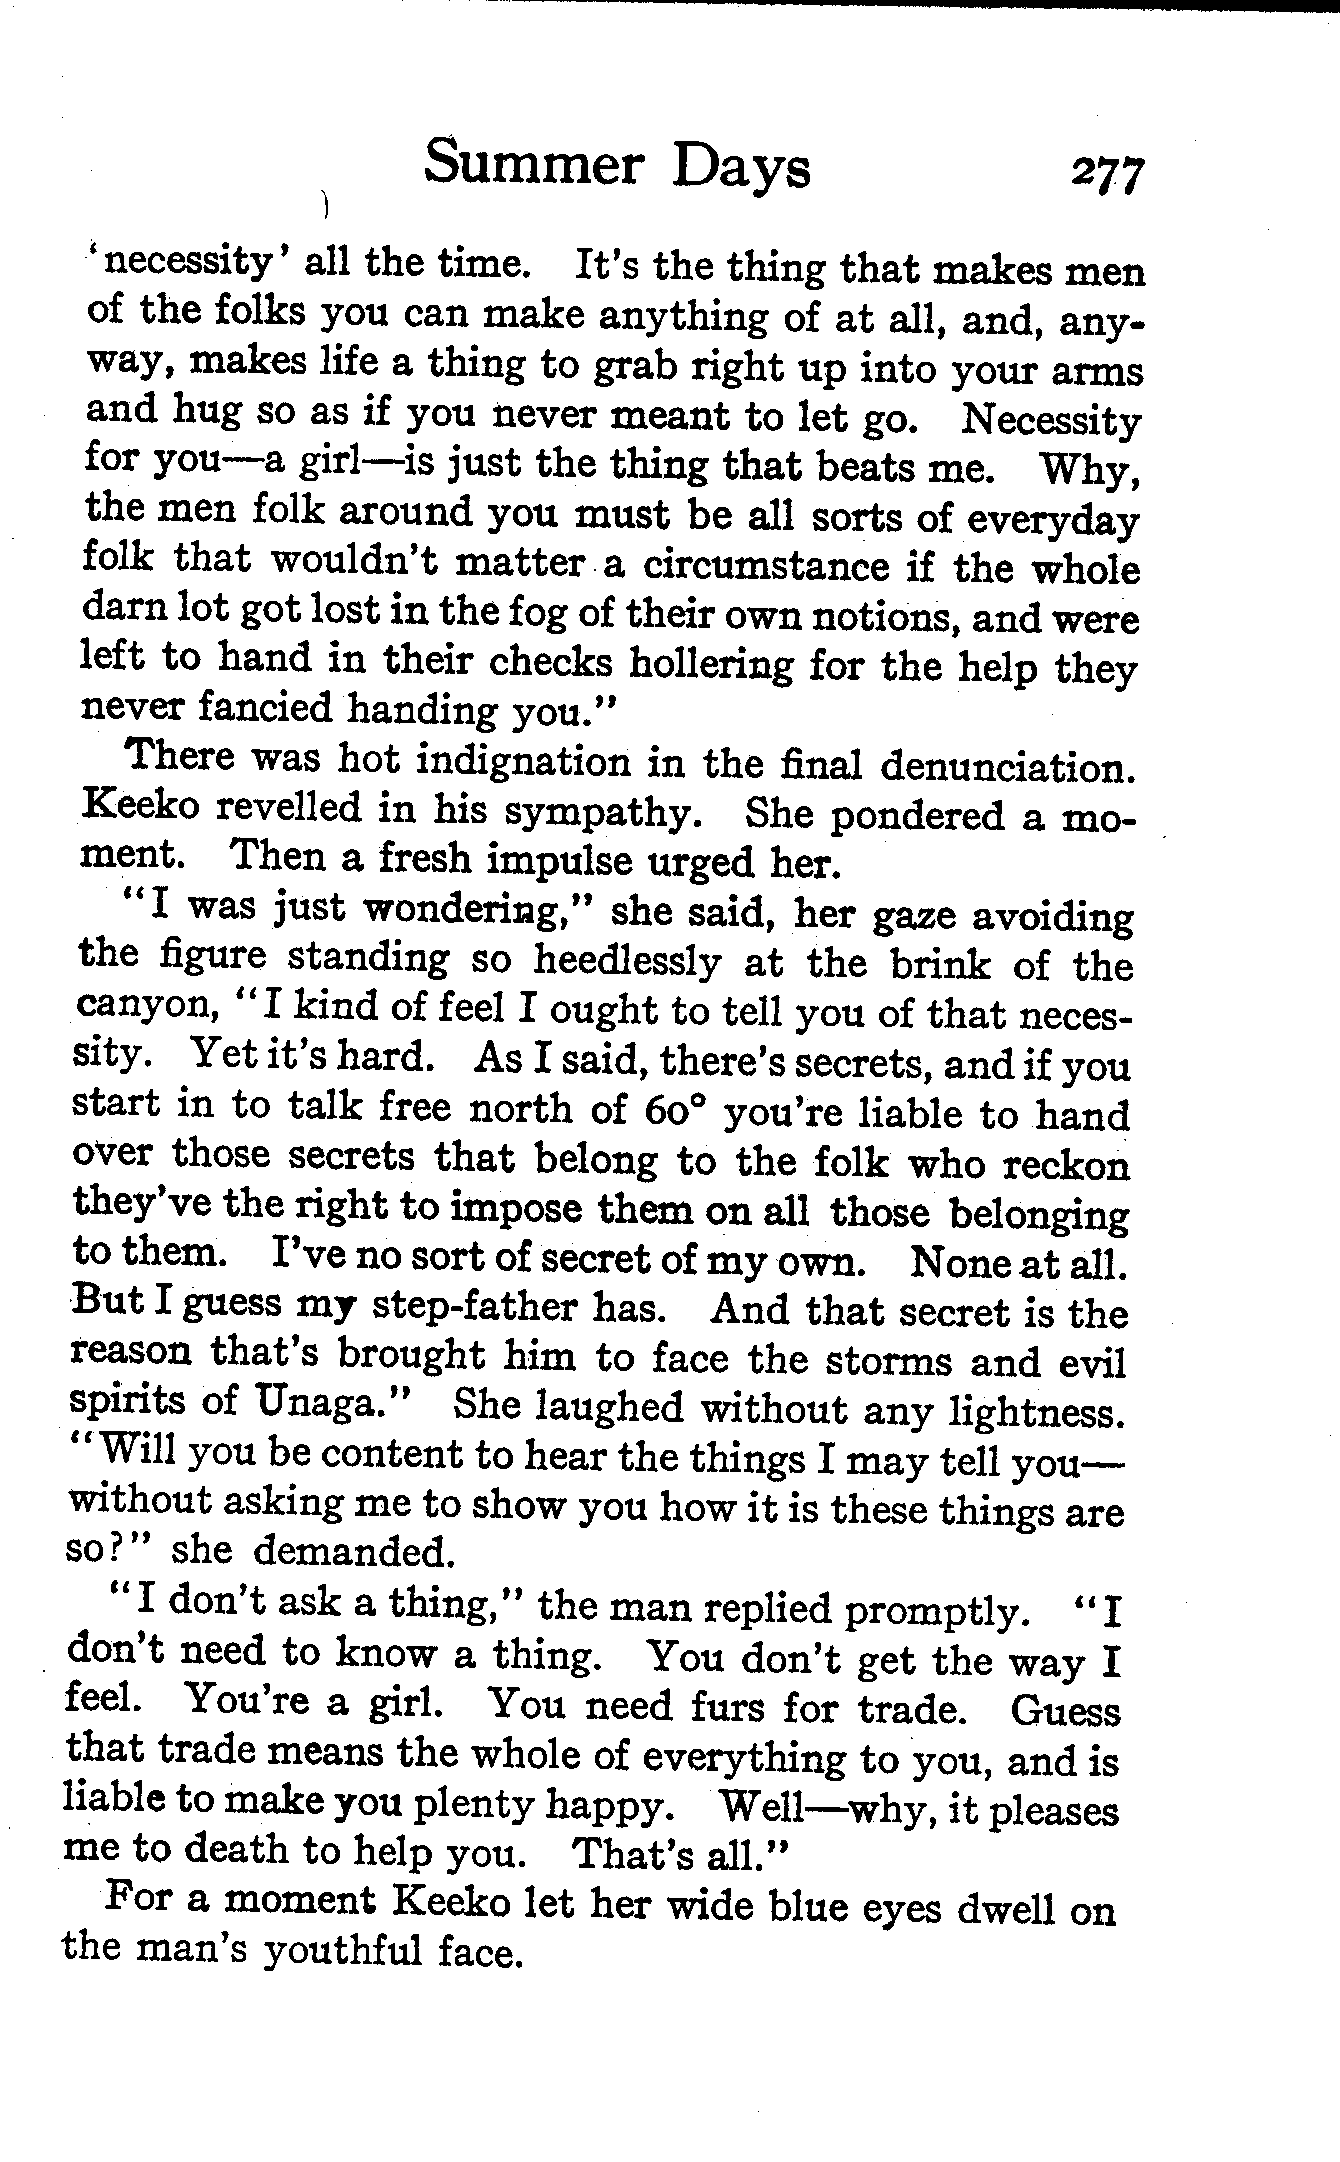 Summer Days 277
'necessity' all the time. It's the thing that makes men
of the folks you can make anything of at all, and, any-
way, makes life a thing to grab right up into your arms
and hug so as if you never meant to let go. Necessity
for you—a girl—is just the thing that beats me. Why,
the men folk around you must be all sorts of everyday
folk that wouldn't matter a circumstance if the whole
darn lot got lost in the fog of their own notions, and were
left to hand in their checks hollering for the help they
never fancied handing you."
There was hot indignation in the final denunciation.
Keeko revelled in his sympathy. She pondered a mo-
ment. Then a fresh impulse urged her.
"I was just wondering," she said, her gaze avoiding
the figure standing so heedlessly at the brink of the
canyon, "I kind of feel I ought to tell you of that neces-
sity. Yet it's hard. As I said, there's secrets, and if you
start in to talk free north of 60° you're liable to hand
over those secrets that belong to the folk who reckon
they've the right to impose them on all those belonging
to them. I've no sort of secret of my own. None at all.
But I guess my step-father has. And that secret is the
reason that's brought him to face the storms and evil
spirits of Unaga." She laughed without any lightness.
"Will you be content to hear the things I may tell you—
without asking me to show you how it is these things are
so?" she demanded.
"I don't ask a thing," the man replied promptly. "I
don't need to know a thing. You don't get the way I
feel. You're a girl. You need furs for trade. Guess
that trade means the whole of everything to you, and is
liable to make you plenty happy. Well—why, it pleases
me to death to help you. That's all."
For a moment Keeko let her wide blue eyes dwell on
the man's youthful face.